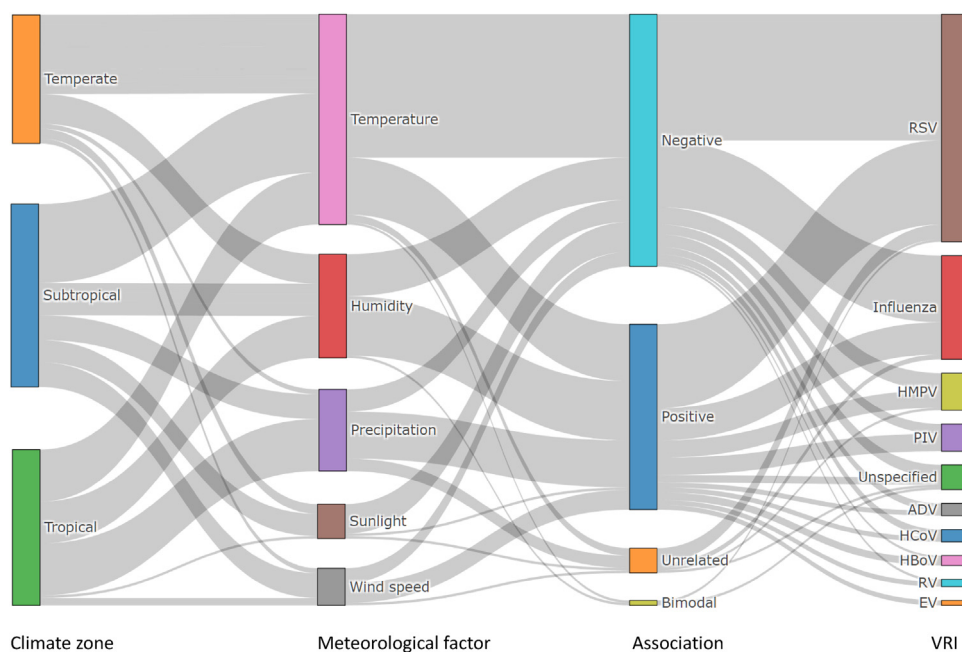 Temperate
Subtropical
Tropical
Temperature
Humidity
Precipitation
Sunlight
Wind speed
Negative
Positive
Unrelated
Bimodal
RSV
Influenza
HMPV
PIV
Unspecified
ADV
HCoV
HBoV
RV
EV
Climate zone
Meteorological factor
Association
VRI